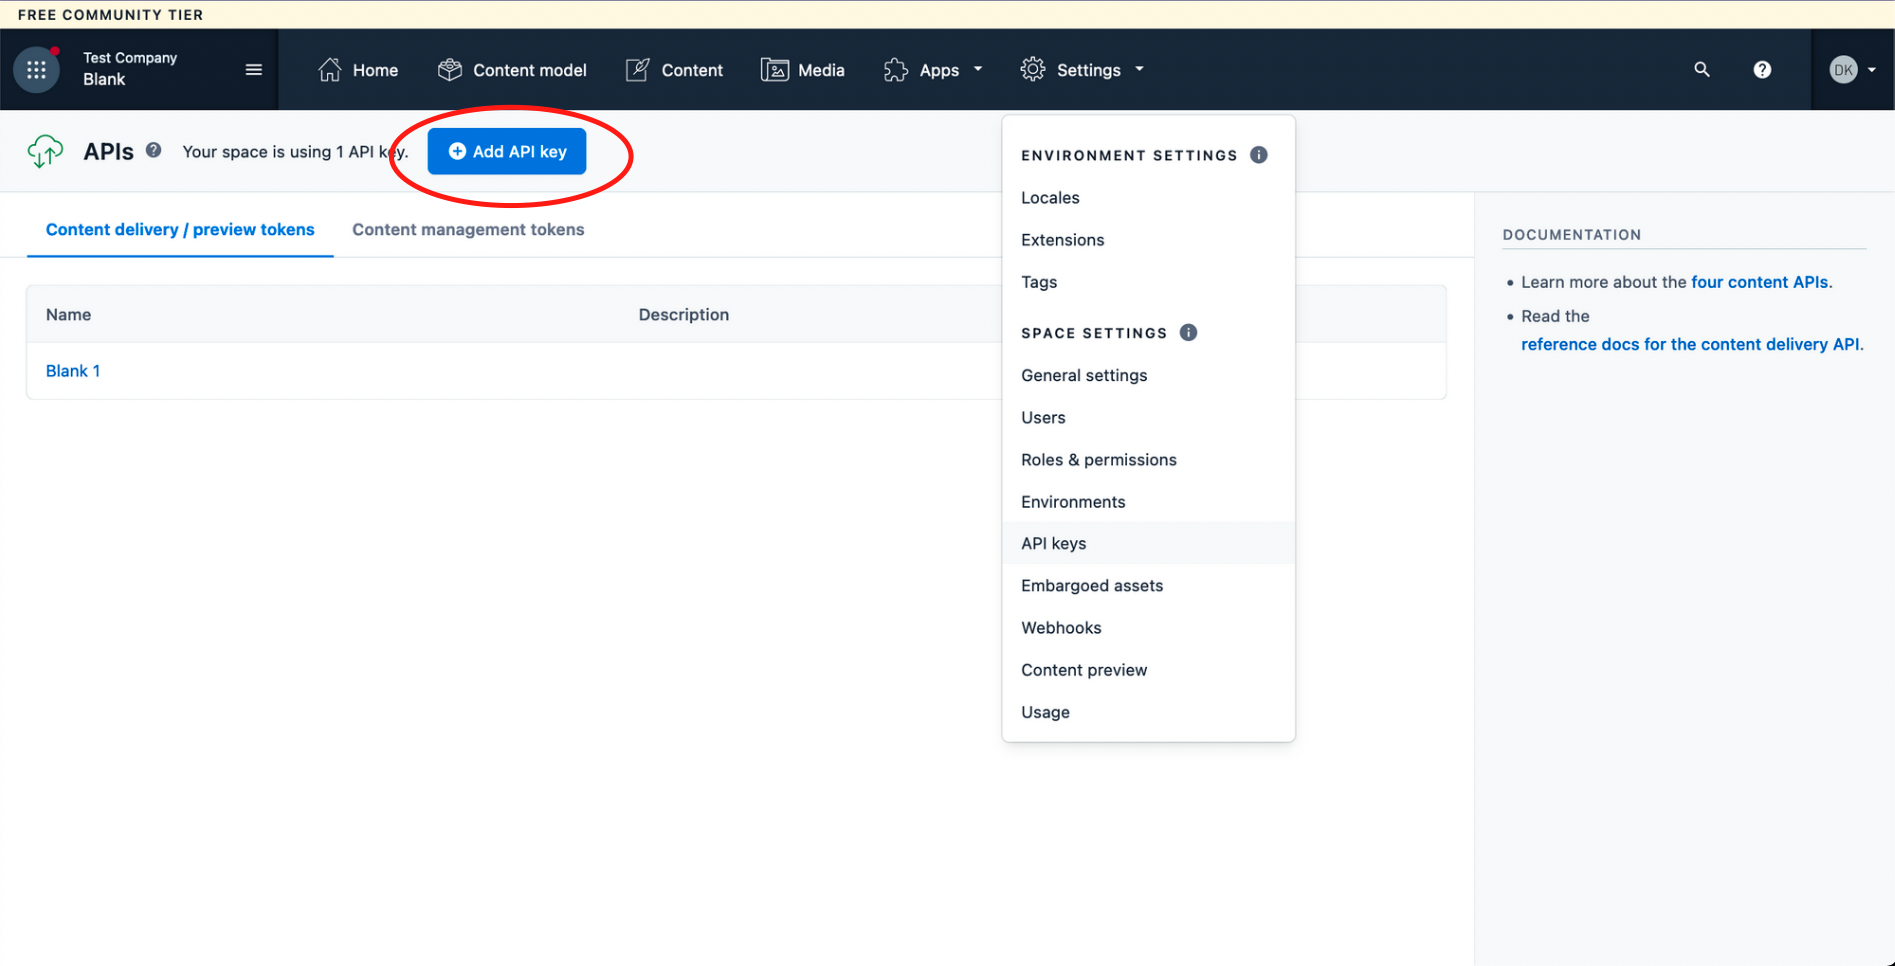 FREE COMMUNITY TIER
Test Company
Blank
Home
Content model
Content
Media
Apps
Settings
DK
APIs
Your space is using 1 API key.
Add API key
Content delivery / preview tokens
Content management tokens
Name
Description
Blank 1
ENVIRONMENT SETTINGS
Locales
Extensions
Tags
SPACE SETTINGS
General settings
Users
Roles & permissions
Environments
API keys
Embargoed assets
Webhooks
Content preview
Usage
DOCUMENTATION
• Learn more about the four content APIs.
• Read the
reference docs for the content delivery API.